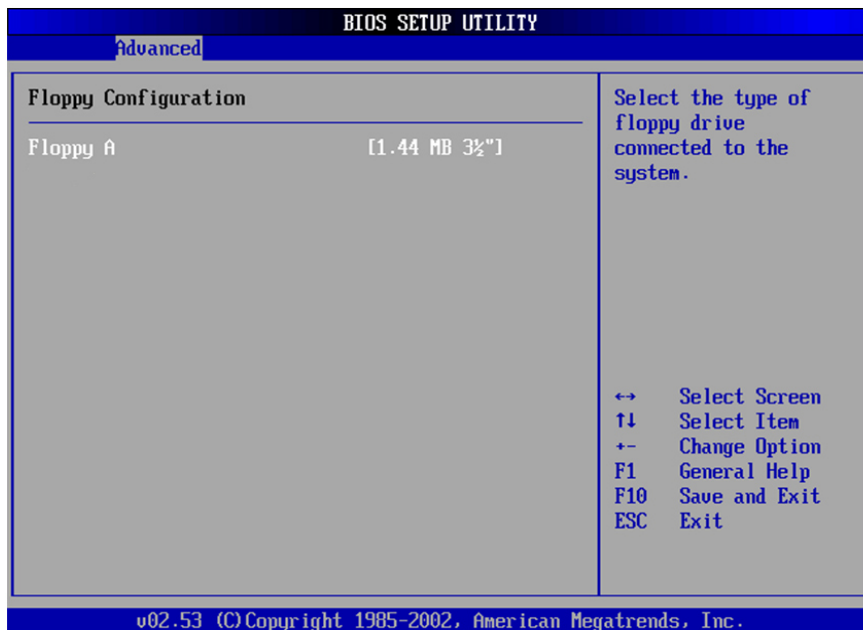 BIOS SETUP UTILITY
Advanced
Floppy Configuration
Floppy A [1.44 MB 3½"]
Select the type of
floppy drive
connected to the
system.
←→ Select Screen
↑↓ Select Item
+- Change Option
F1 General Help
F10 Save and Exit
ESC Exit
v02.53 (C)Copyright 1985-2002, American Megatrends, Inc.